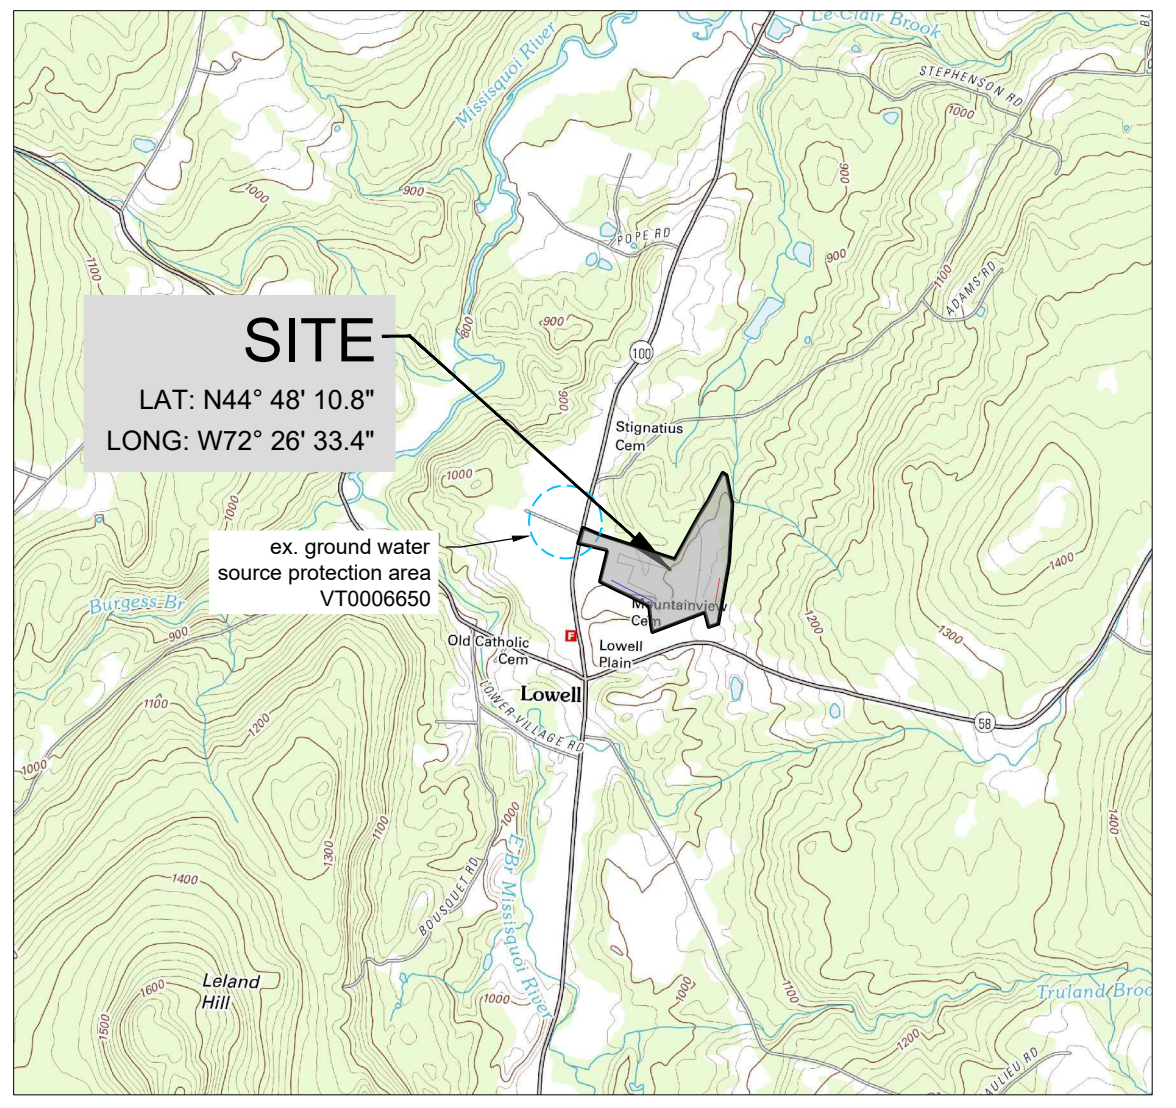 Le Clair Brook
Missisquoi River
STEPHENSON RD
1000
900
1000
900
POPE RD
900
1100
1100
ADAMS RD
SITE
LAT: N44° 48' 10.8"
LONG: W72° 26' 33.4"
800
900
100
900
Stignatius
Cem
1000
1000
ex. ground water
source protection area
VT0006650
1400
Burgess Br
900
Mountainview
Cem
1200
1300
Old Catholic
Cem
F
Lowell
Plain
Lowell
LOWER VILLAGE RD
58
1100
1200
1000
1000
1100
1300
1400
E Br Missisquoi River
BOUSQUET RD
1400
Leland
Hill
1600
1500
1000
1000
1100
Truland Broo
1200
AULIEU RD